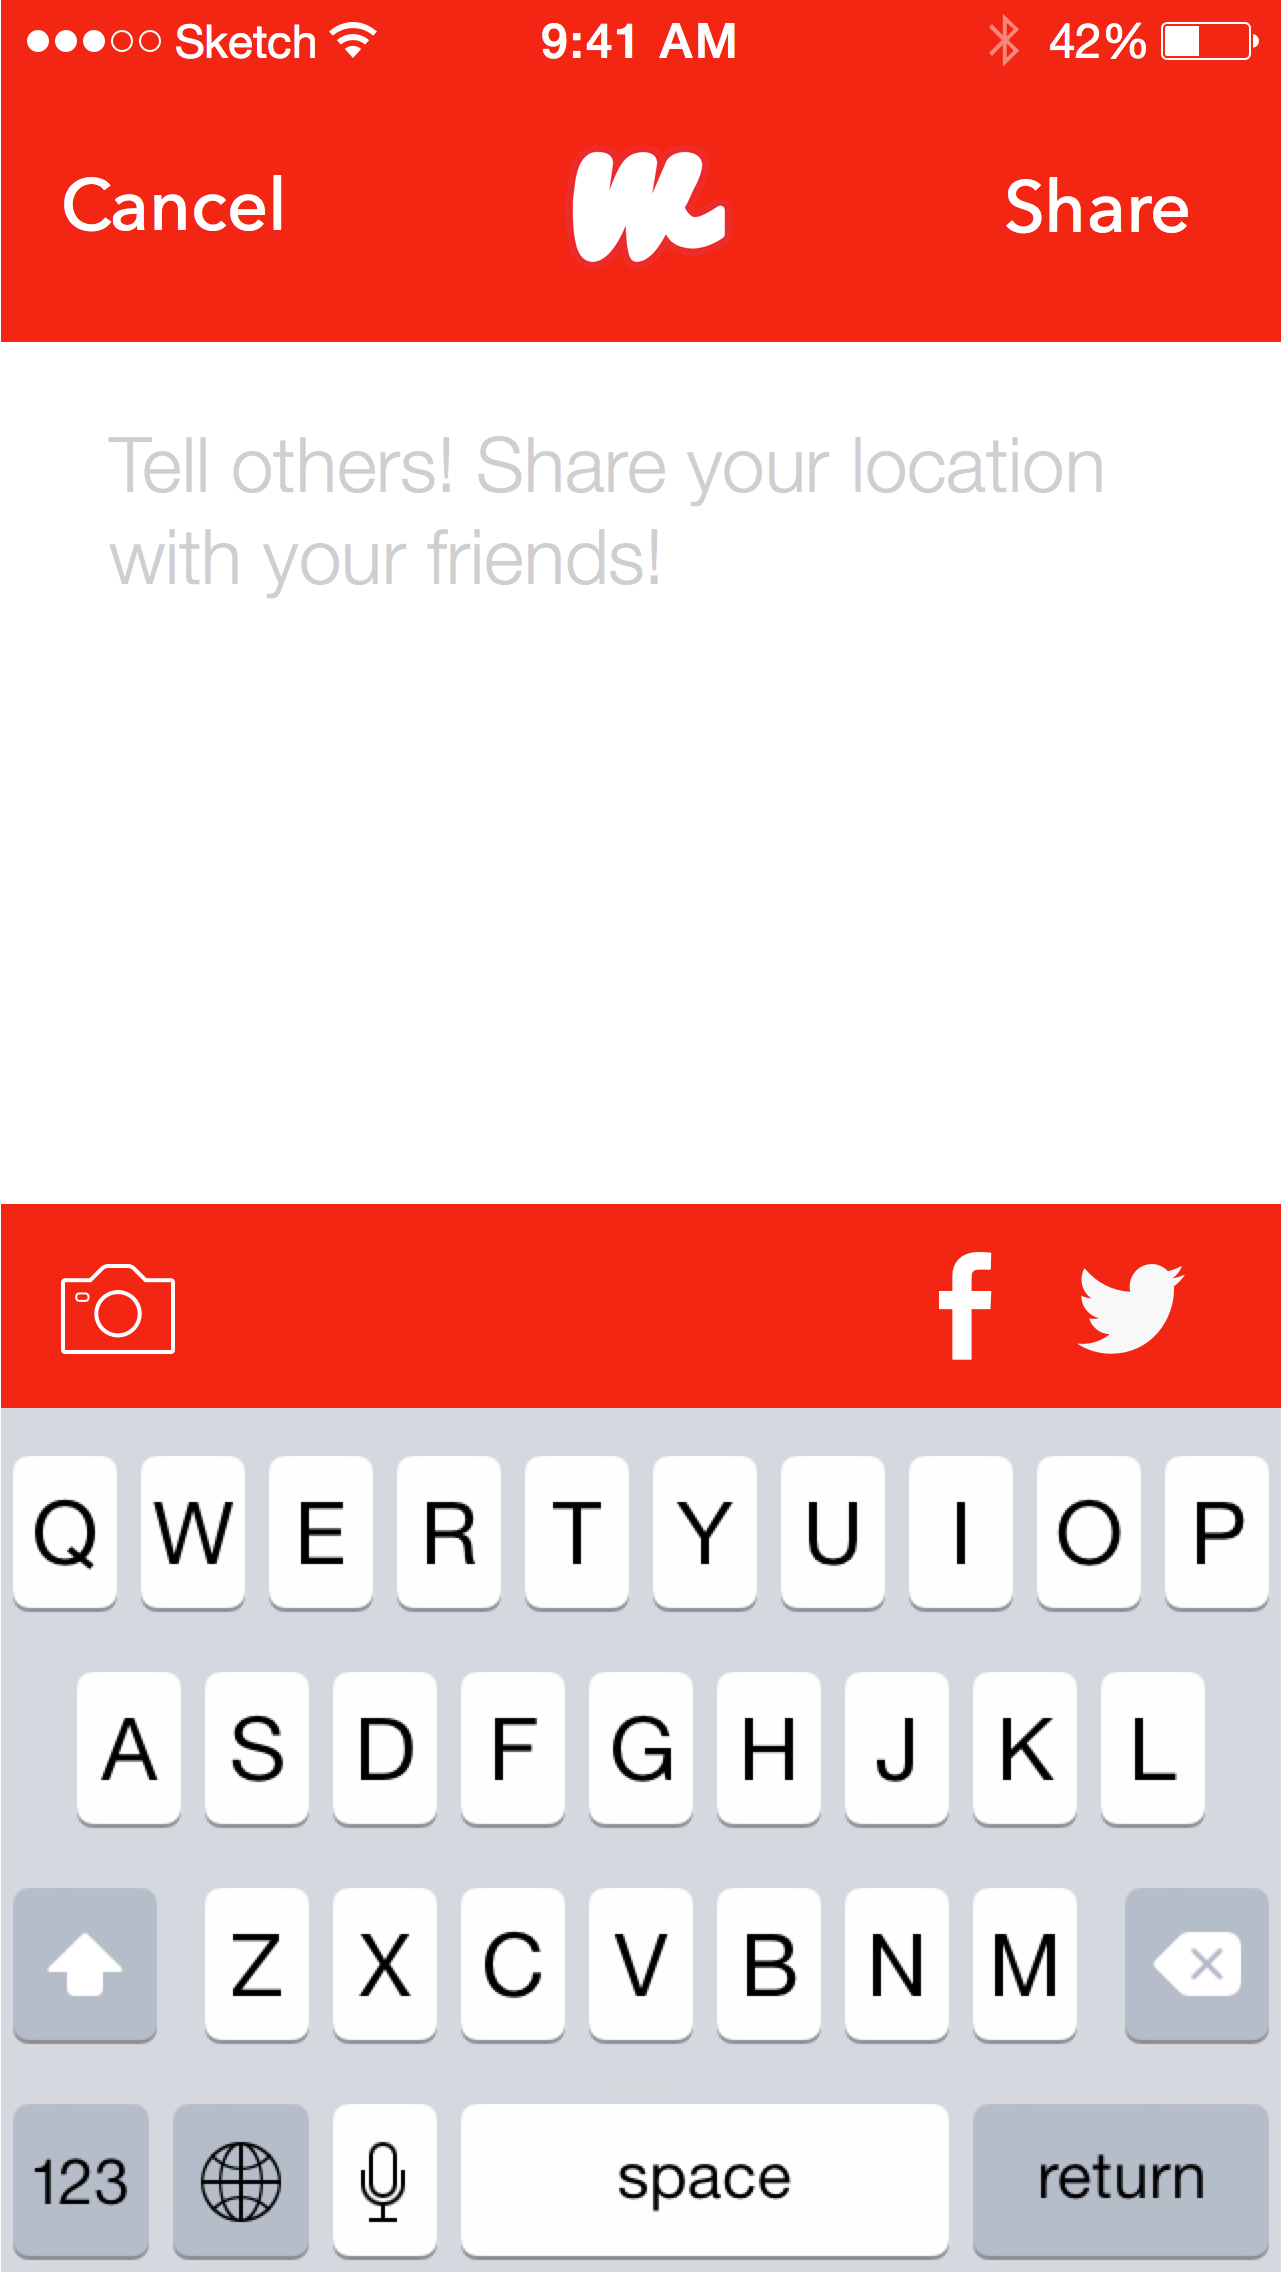 Sketch 9:41 AM 42%
Cancel Share
Tell others! Share your location
with your friends!
Q W E R T Y U I O P
A S D F G H J K L
Z X C V B N M
123 space return